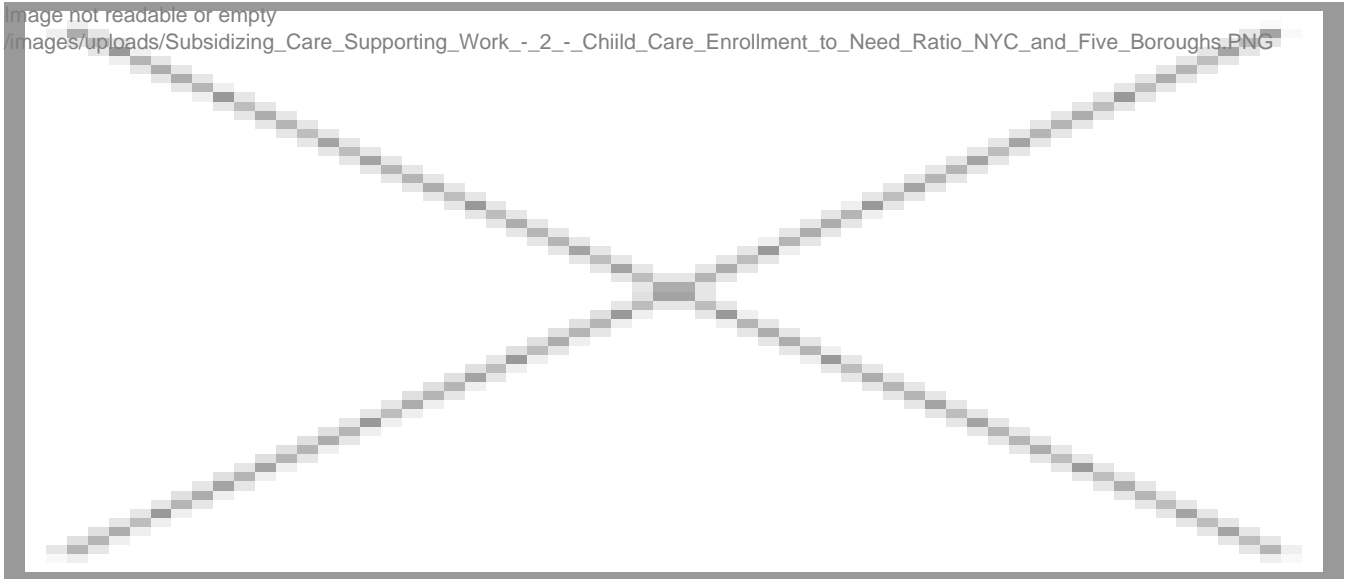 Image not readable or empty
/images/uploads/Subsidizing_Care_Supporting_Work_-_2_-_Chiild_Care_Enrollment_to_Need_Ratio_NYC_and_Five_Boroughs.PNG